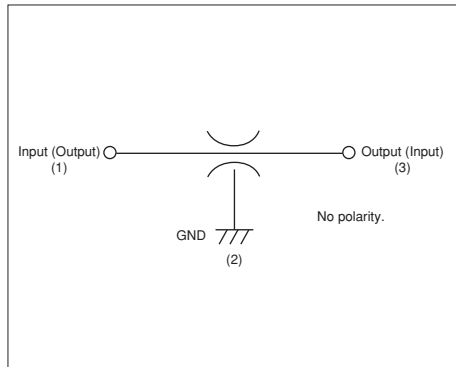 Input (Output)
(1)
Output (Input)
(3)
No polarity.
GND
(2)